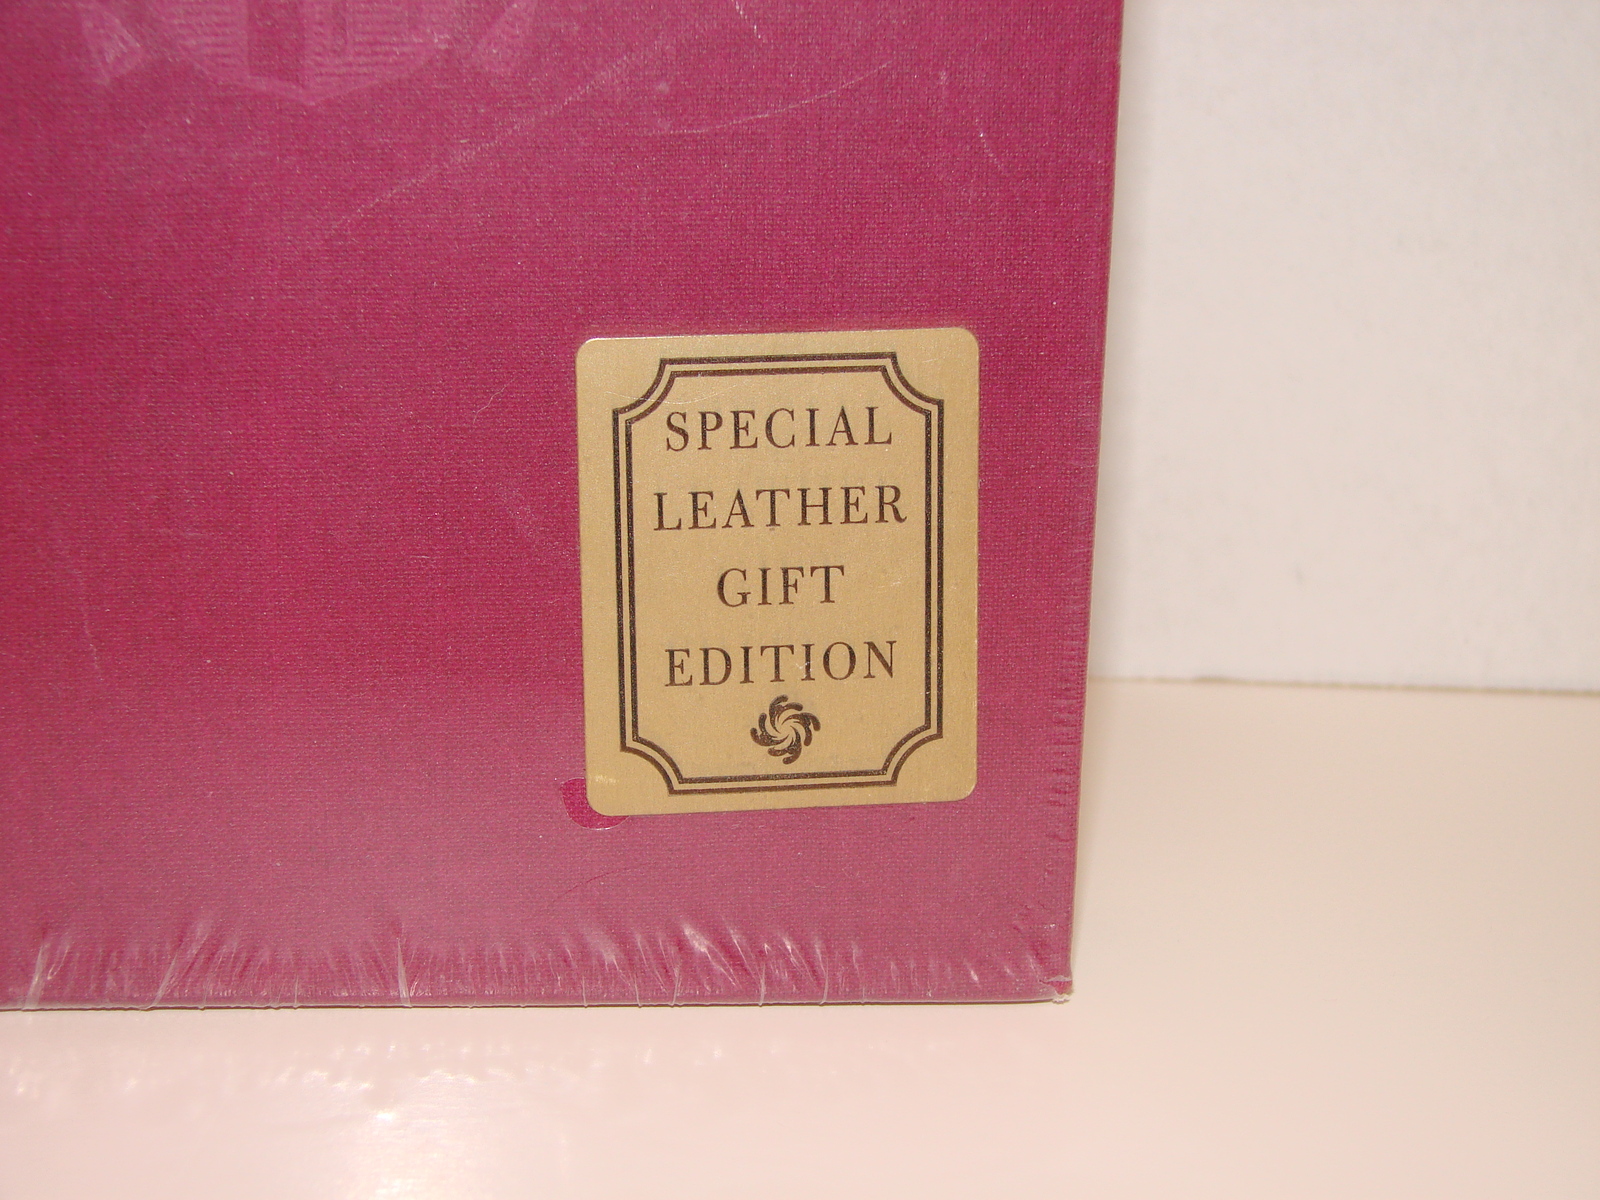 SPECIAL
LEATHER
GIFT
EDITION